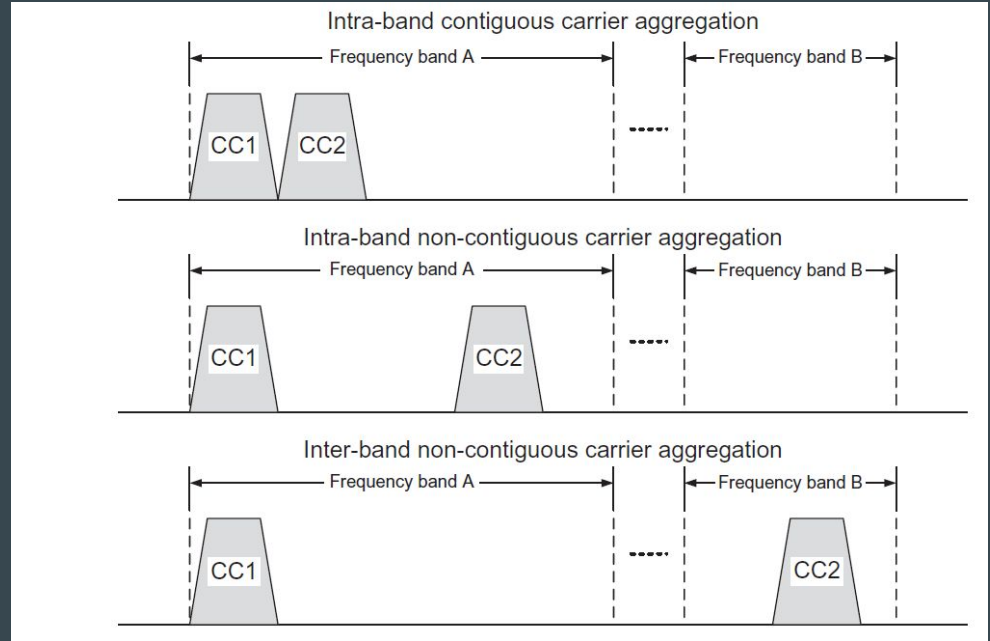 Intra-band contiguous carrier aggregation
Frequency band A Frequency band B
CC1 CC2
Intra-band non-contiguous carrier aggregation
Frequency band A Frequency band B
CC1 CC2
Inter-band non-contiguous carrier aggregation
Frequency band A Frequency band B
CC1 CC2